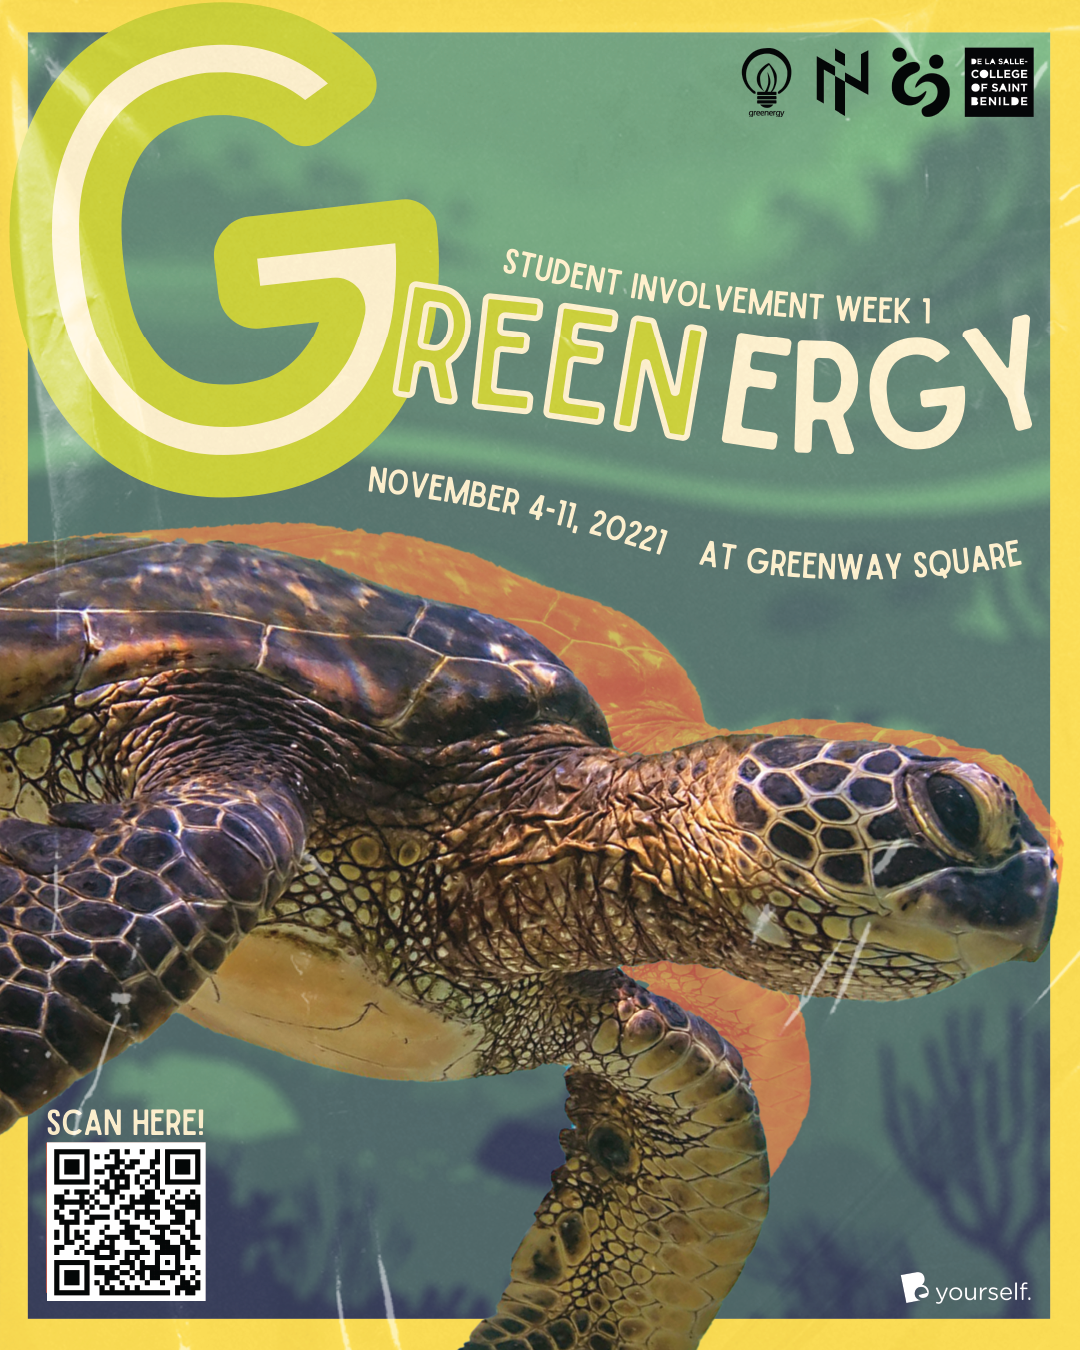 greenergy
DE LA SALLE-
COLLEGE
OF SAINT
BENILDE
STUDENT INVOLVEMENT WEEK 1
GREENERGY
NOVEMBER 4-11, 20221
AT GREENWAY SQUARE
SCAN HERE!
B yourself.